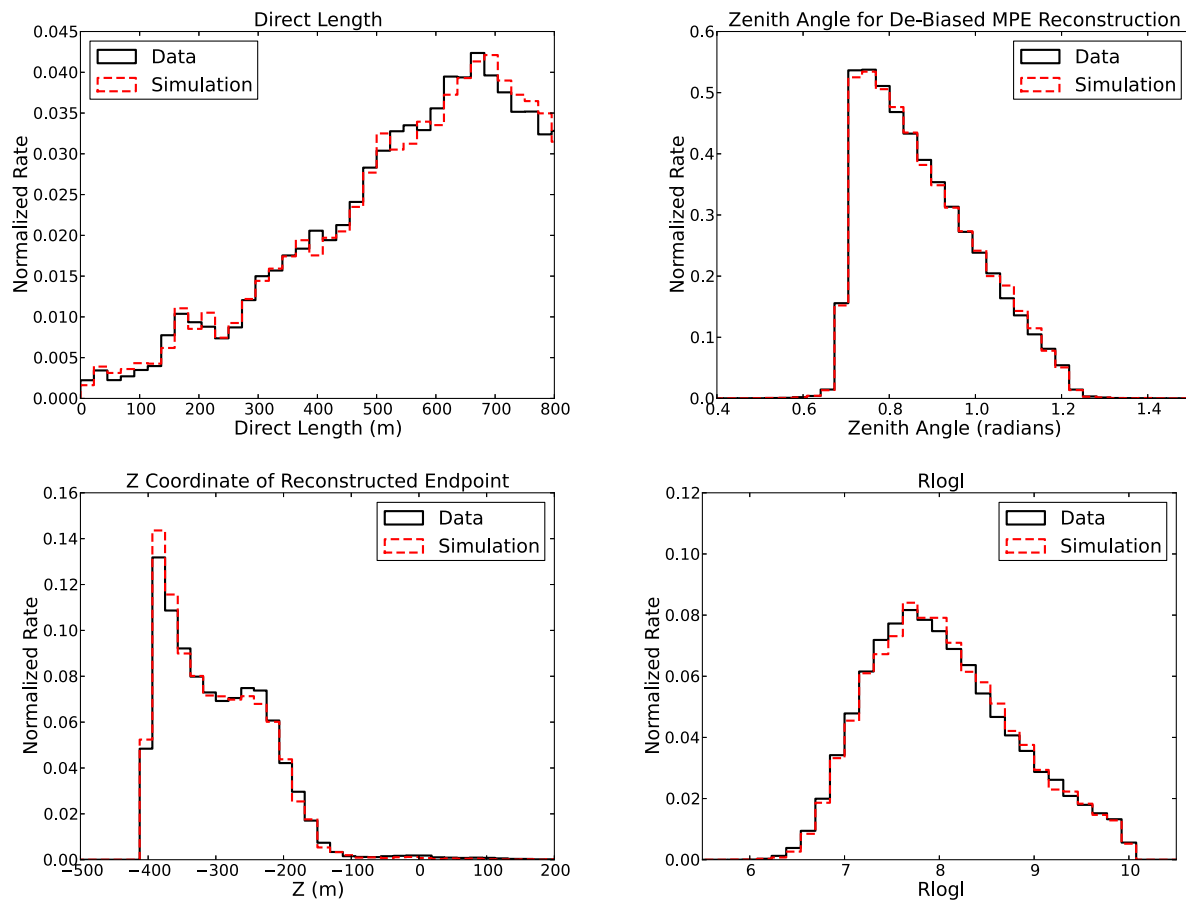 Direct Length
0.045
0.040
0.035
0.030
0.025
0.020
0.015
0.010
0.005
0.000
Normalized Rate
Data
Simulation
0 100 200 300 400 500 600 700 800
Direct Length (m)
Zenith Angle for De-Biased MPE Reconstruction
0.6
0.5
0.4
0.3
0.2
0.1
0.0
Normalized Rate
Data
Simulation
0.4 0.6 0.8 1.0 1.2 1.4
Zenith Angle (radians)
Z Coordinate of Reconstructed Endpoint
0.16
0.14
0.12
0.10
0.08
0.06
0.04
0.02
0.00
Normalized Rate
Data
Simulation
−500 −400 −300 −200 −100 0 100 200
Z (m)
Rlogl
0.12
0.10
0.08
0.06
0.04
0.02
0.00
Normalized Rate
Data
Simulation
6 7 8 9 10
Rlogl